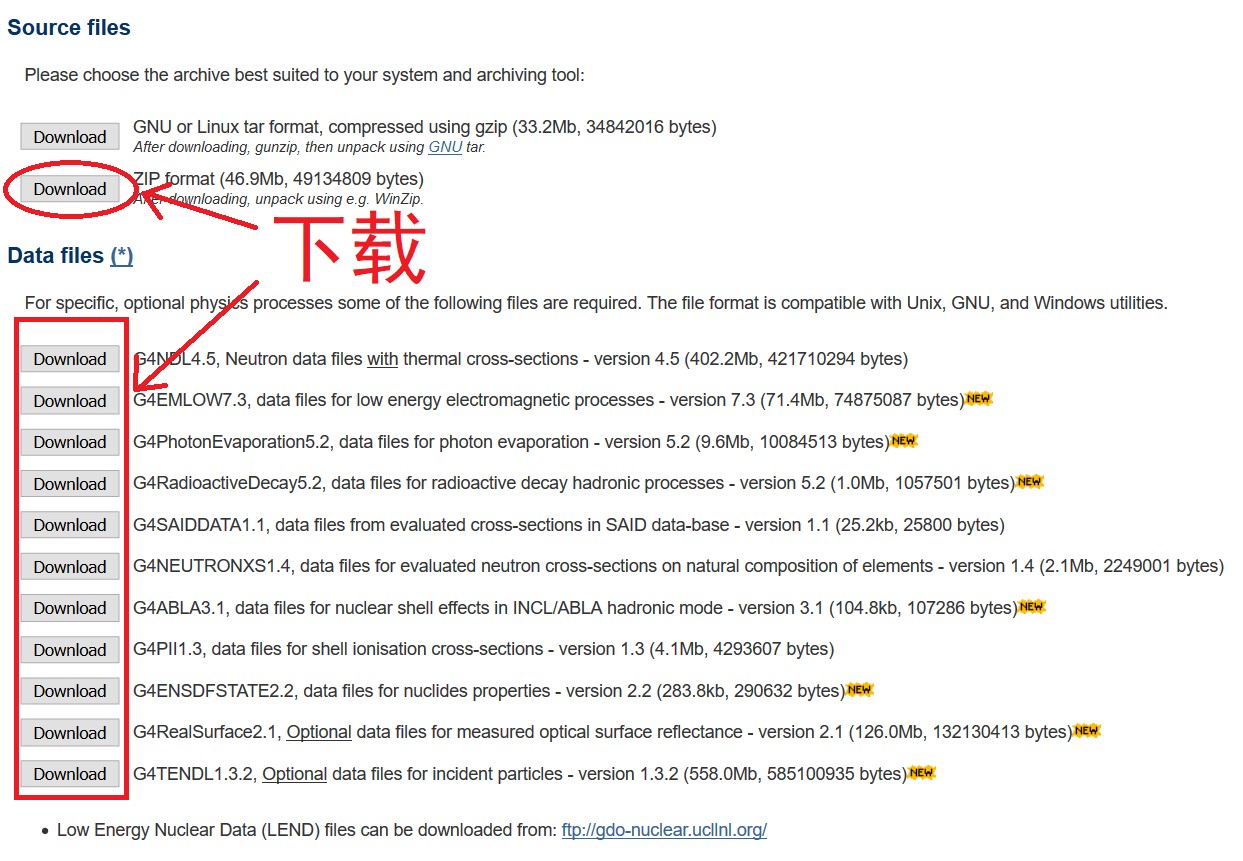 Source files
Please choose the archive best suited to your system and archiving tool:
Download
GNU or Linux tar format, compressed using gzip (33.2Mb, 34842016 bytes)
After downloading, gunzip, then unpack using GNU tar.
Download
ZIP format (46.9Mb, 49134809 bytes)
After downloading, unpack using e.g. WinZip.
下载
Data files (*)
For specific, optional physics processes some of the following files are required. The file format is compatible with Unix, GNU, and Windows utilities.
Download G4NDL4.5, Neutron data files with thermal cross-sections - version 4.5 (402.2Mb, 421710294 bytes)
Download G4EMLOW7.3, data files for low energy electromagnetic processes - version 7.3 (71.4Mb, 74875087 bytes) NEW
Download G4PhotonEvaporation5.2, data files for photon evaporation - version 5.2 (9.6Mb, 10084513 bytes) NEW
Download G4RadioactiveDecay5.2, data files for radioactive decay hadronic processes - version 5.2 (1.0Mb, 1057501 bytes) NEW
Download G4SAIDDATA1.1, data files from evaluated cross-sections in SAID data-base - version 1.1 (25.2kb, 25800 bytes)
Download G4NEUTRONXS1.4, data files for evaluated neutron cross-sections on natural composition of elements - version 1.4 (2.1Mb, 2249001 bytes)
Download G4ABLA3.1, data files for nuclear shell effects in INCL/ABLA hadronic mode - version 3.1 (104.8kb, 107286 bytes) NEW
Download G4PII1.3, data files for shell ionisation cross-sections - version 1.3 (4.1Mb, 4293607 bytes)
Download G4ENSDFSTATE2.2, data files for nuclides properties - version 2.2 (283.8kb, 290632 bytes) NEW
Download G4RealSurface2.1, Optional data files for measured optical surface reflectance - version 2.1 (126.0Mb, 132130413 bytes) NEW
Download G4TENDL1.3.2, Optional data files for incident particles - version 1.3.2 (558.0Mb, 585100935 bytes) NEW
• Low Energy Nuclear Data (LEND) files can be downloaded from: ftp://gdo-nuclear.ucllnl.org/